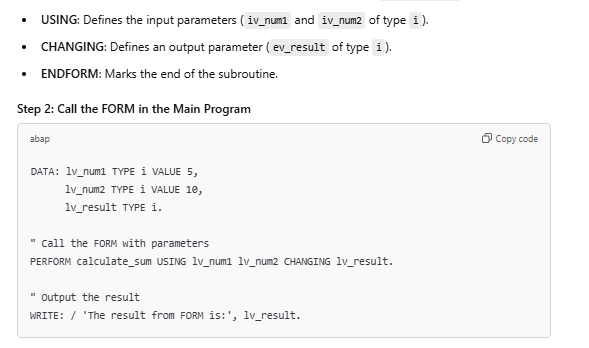 • USING: Defines the input parameters ( iv_num1 and iv_num2 of type i ).
• CHANGING: Defines an output parameter ( ev_result of type i ).
• ENDFORM: Marks the end of the subroutine.
Step 2: Call the FORM in the Main Program
abap Copy code
DATA: lv_num1 TYPE i VALUE 5,
lv_num2 TYPE i VALUE 10,
lv_result TYPE i.
" Call the FORM with parameters
PERFORM calculate_sum USING lv_num1 lv_num2 CHANGING lv_result.
" Output the result
WRITE: / 'The result from FORM is:', lv_result.